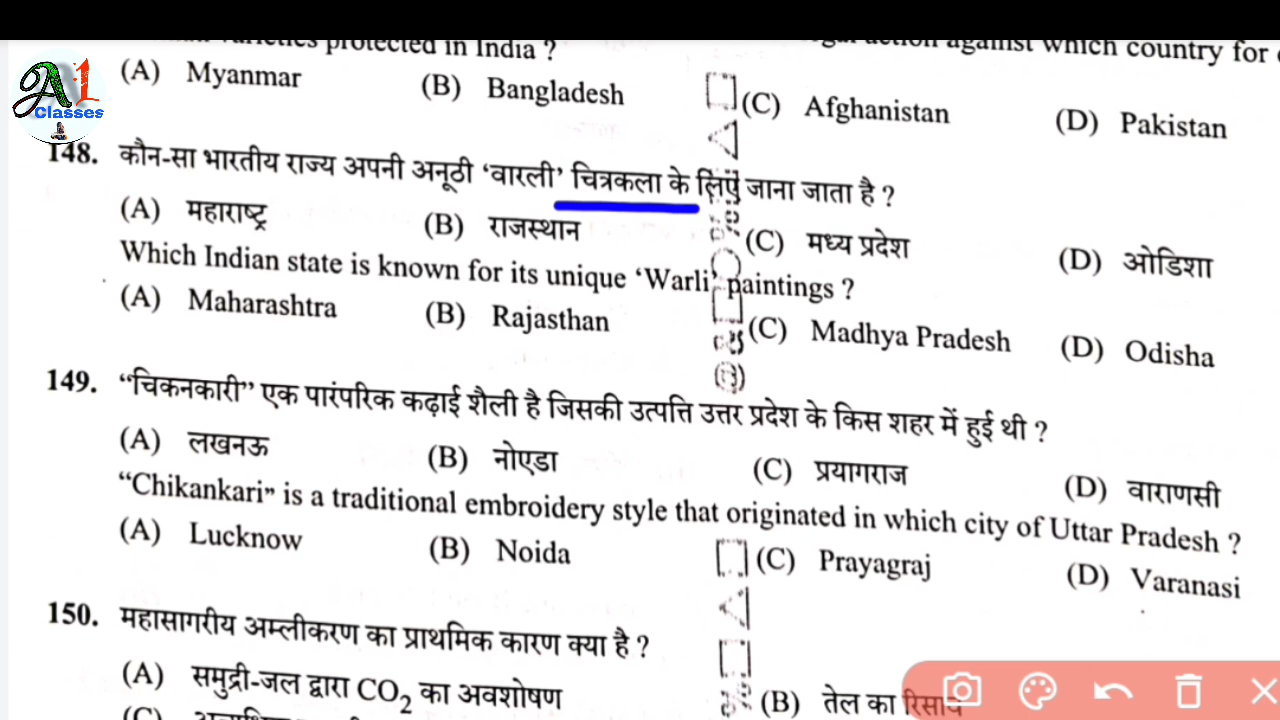 A1
Classes
protected in India ?
against which country for
(A) Myanmar (B) Bangladesh (C) Afghanistan (D) Pakistan
148. कौन-सा भारतीय राज्य अपनी अनूठी ‘वारली’ चित्रकला के लिए जाना जाता है ?
(A) महाराष्ट्र (B) राजस्थान (C) मध्य प्रदेश (D) ओडिशा
Which Indian state is known for its unique ‘Warli’ paintings ?
(A) Maharashtra (B) Rajasthan (C) Madhya Pradesh (D) Odisha
149. “चिकनकारी” एक पारंपरिक कढ़ाई शैली है जिसकी उत्पत्ति उत्तर प्रदेश के किस शहर में हुई थी ?
(A) लखनऊ (B) नोएडा (C) प्रयागराज (D) वाराणसी
“Chikankari” is a traditional embroidery style that originated in which city of Uttar Pradesh ?
(A) Lucknow (B) Noida (C) Prayagraj (D) Varanasi
150. महासागरीय अम्लीकरण का प्राथमिक कारण क्या है ?
(A) समुद्री-जल द्वारा CO₂ का अवशोषण (B) तेल का रिसाव
(C)